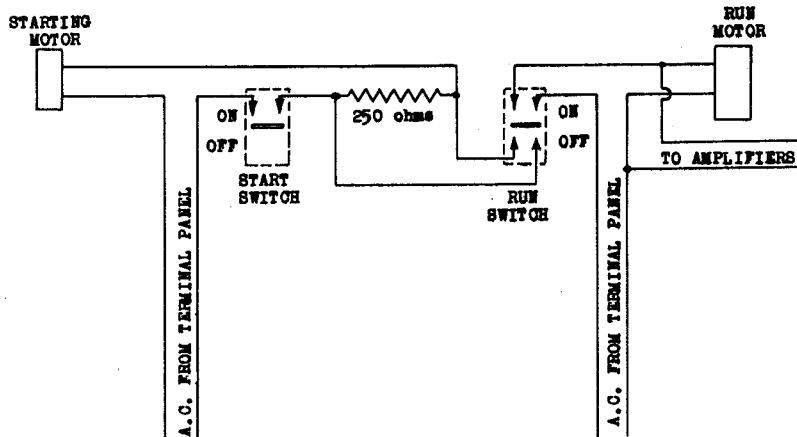 STARTING
MOTOR
RUN
MOTOR
ON
OFF
250 ohms
ON
OFF
TO AMPLIFIERS
START
SWITCH
RUN
SWITCH
A.C. FROM TERMINAL PANEL
A.C. FROM TERMINAL PANEL